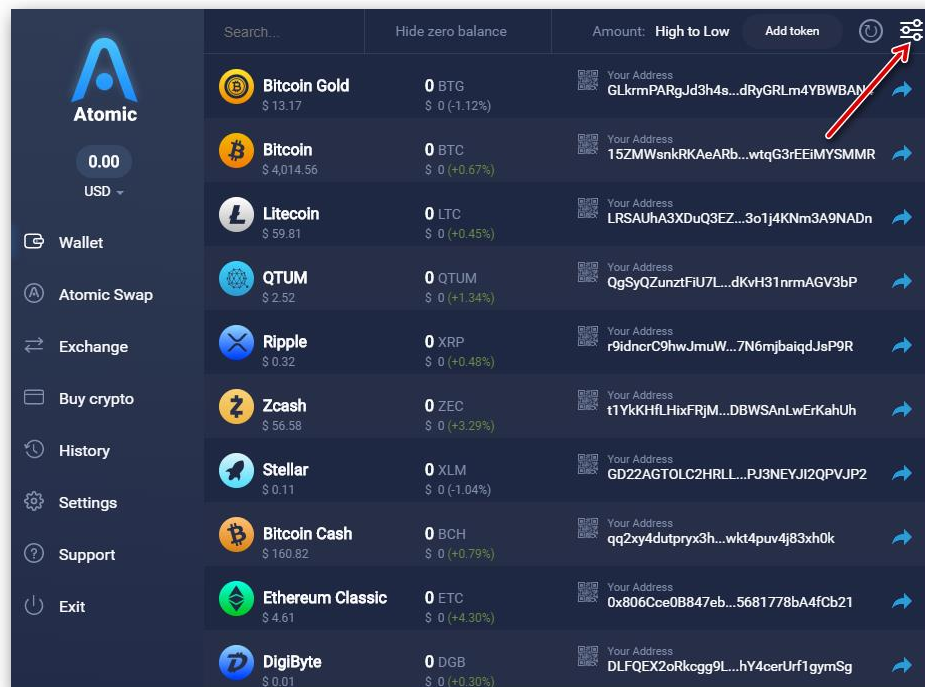 Atomic
0.00
USD
Wallet
Atomic Swap
Exchange
Buy crypto
History
Settings
Support
Exit
Search...
Hide zero balance
Amount: High to Low
Add token
Bitcoin Gold
$ 13.17
0 BTG
$ 0 (-1.12%)
Your Address
GLkrmPARgJd3h4s...dRyGRLm4YBWBAN4
Bitcoin
$ 4,014.56
0 BTC
$ 0 (+0.67%)
Your Address
15ZMWsnkRKAeARb...wtqG3rEEiMYSMMR
Litecoin
$ 59.81
0 LTC
$ 0 (+0.45%)
Your Address
LRSAUhA3XDuQ3EZ...3o1j4KNm3A9NADn
QTUM
$ 2.52
0 QTUM
$ 0 (+1.34%)
Your Address
QgSyQZunztFiU7L...dKvH31nrmAGV3bP
Ripple
$ 0.32
0 XRP
$ 0 (+0.48%)
Your Address
r9idncrC9hwJmuW...7N6mjbaiqdJsP9R
Zcash
$ 56.58
0 ZEC
$ 0 (+3.29%)
Your Address
t1YkKHfLHixFRjM...DBWSAnLwErKahUh
Stellar
$ 0.11
0 XLM
$ 0 (-1.04%)
Your Address
GD22AGTOLC2HRLL...PJ3NEYJI2QPVJP2
Bitcoin Cash
$ 160.82
0 BCH
$ 0 (+0.79%)
Your Address
qq2xy4dutpryx3h...wkt4puv4j83xh0k
Ethereum Classic
$ 4.61
0 ETC
$ 0 (+4.30%)
Your Address
0x806Cce0B847eb...5681778bA4fCb21
DigiByte
$ 0.01
0 DGB
$ 0 (+0.30%)
Your Address
DLFQEX2oRkcgg9L...hY4cerUrf1gymSg